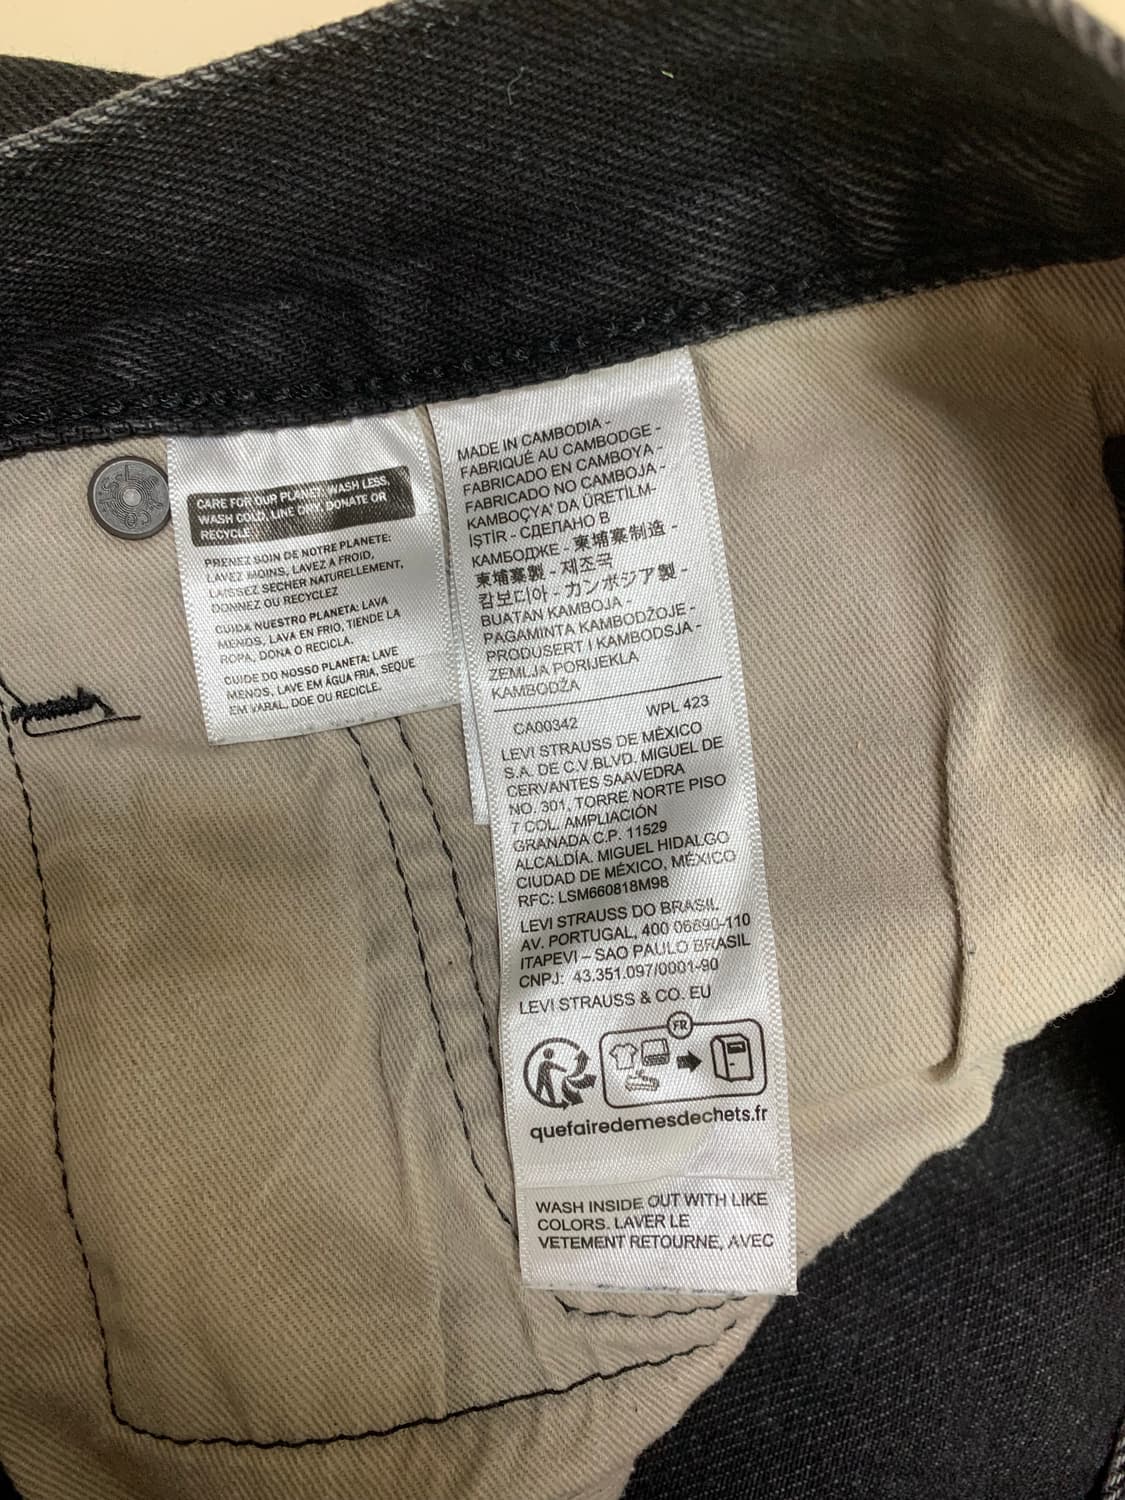 CARE FOR OUR PLANET: WASH LESS,
WASH COLD, LINE DRY, DONATE OR
RECYCLE.
PRENEZ SOIN DE NOTRE PLANETE:
LAVEZ MOINS, LAVEZ A FROID,
LAISSEZ SECHER NATURELLEMENT,
DONNEZ OU RECYCLEZ
CUIDA NUESTRO PLANETA: LAVA
MENOS, LAVA EN FRIO, TIENDE LA
ROPA, DONA O RECICLA.
CUIDE DO NOSSO PLANETA: LAVE
MENOS, LAVE EM ÁGUA FRIA, SEQUE
EM VARAL, DOE OU RECICLE.
MADE IN CAMBODIA -
FABRIQUÉ AU CAMBODGE -
FABRICADO EN CAMBOYA -
FABRICADO NO CAMBOJA -
KAMBOÇYA' DA ÜRETİLM-
İŞTİR - СДЕЛАНО В
КАМБОДЖЕ - 柬埔寨制造 -
柬埔寨製 - 제조국
캄보디아 - カンボジア製 -
BUATAN KAMBOJA -
PAGAMINTA KAMBODŽOJE -
PRODUSERT I KAMBODSJA -
ZEMLJA PORIJEKLA
KAMBODŽA
CA00342 WPL 423
LEVI STRAUSS DE MÉXICO
S.A. DE C.V.BLVD. MIGUEL DE
CERVANTES SAAVEDRA
NO. 301, TORRE NORTE PISO
7 COL. AMPLIACIÓN
GRANADA C.P. 11529
ALCALDÍA. MIGUEL HIDALGO
CIUDAD DE MÉXICO, MÉXICO
RFC: LSM660818M98
LEVI STRAUSS DO BRASIL
AV. PORTUGAL, 400 06690-110
ITAPEVI – SAO PAULO BRASIL
CNPJ: 43.351.097/0001-90
LEVI STRAUSS & CO. EU
FR
quefairedemesdechets.fr
WASH INSIDE OUT WITH LIKE
COLORS. LAVER LE
VETEMENT RETOURNE, AVEC